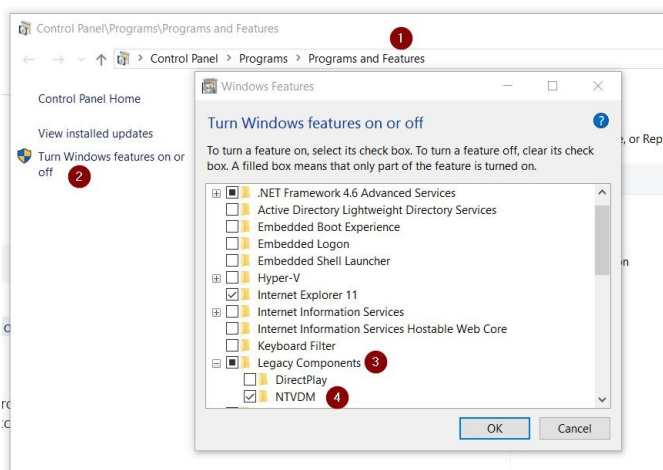 Control Panel\Programs\Programs and Features
1
Control Panel > Programs > Programs and Features
Control Panel Home
View installed updates
Turn Windows features on or
off
2
Windows Features
Turn Windows features on or off
?
To turn a feature on, select its check box. To turn a feature off, clear its check
box. A filled box means that only part of the feature is turned on.
.NET Framework 4.6 Advanced Services
Active Directory Lightweight Directory Services
Embedded Boot Experience
Embedded Logon
Embedded Shell Launcher
Hyper-V
Internet Explorer 11
Internet Information Services
Internet Information Services Hostable Web Core
Keyboard Filter
Legacy Components 3
DirectPlay
NTVDM 4
OK Cancel
, or Rep